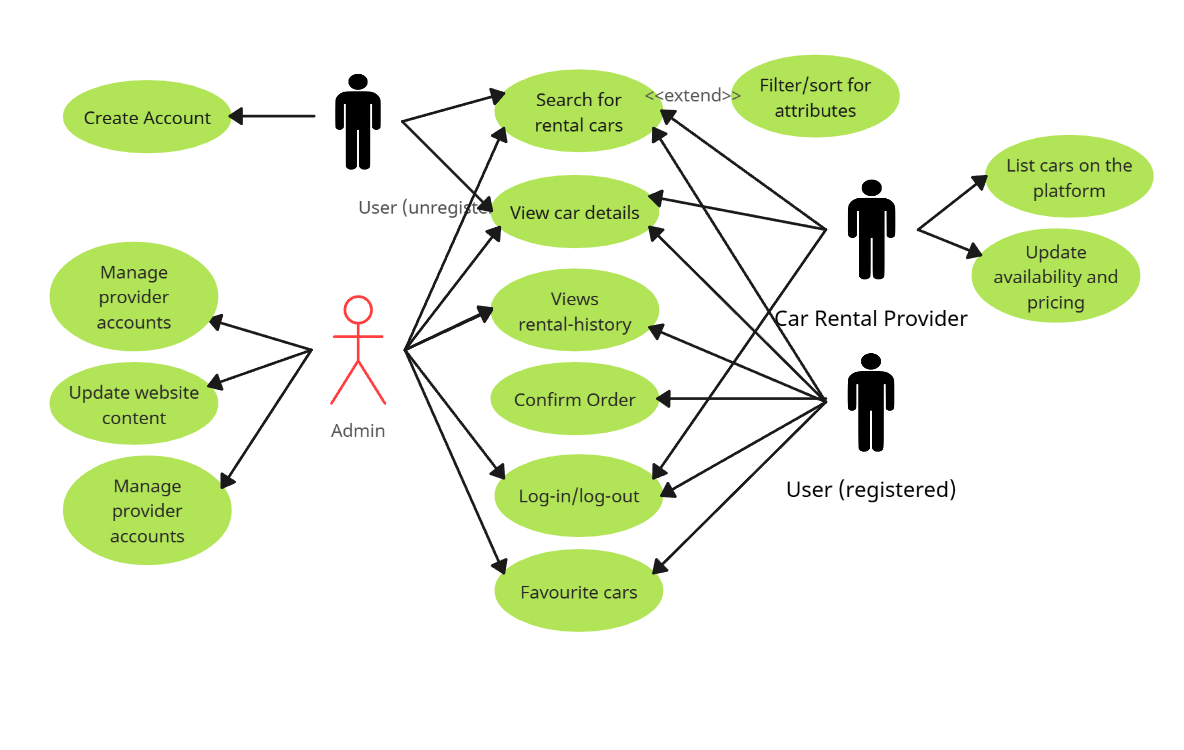 Create Account
Search for
rental cars
<<extend>>
Filter/sort for
attributes
List cars on the
platform
User (unregiste
View car details
Update
availability and
pricing
Manage
provider
accounts
Views
rental-history
Car Rental Provider
Update website
content
Admin
Confirm Order
Manage
provider
accounts
Log-in/log-out
User (registered)
Favourite cars